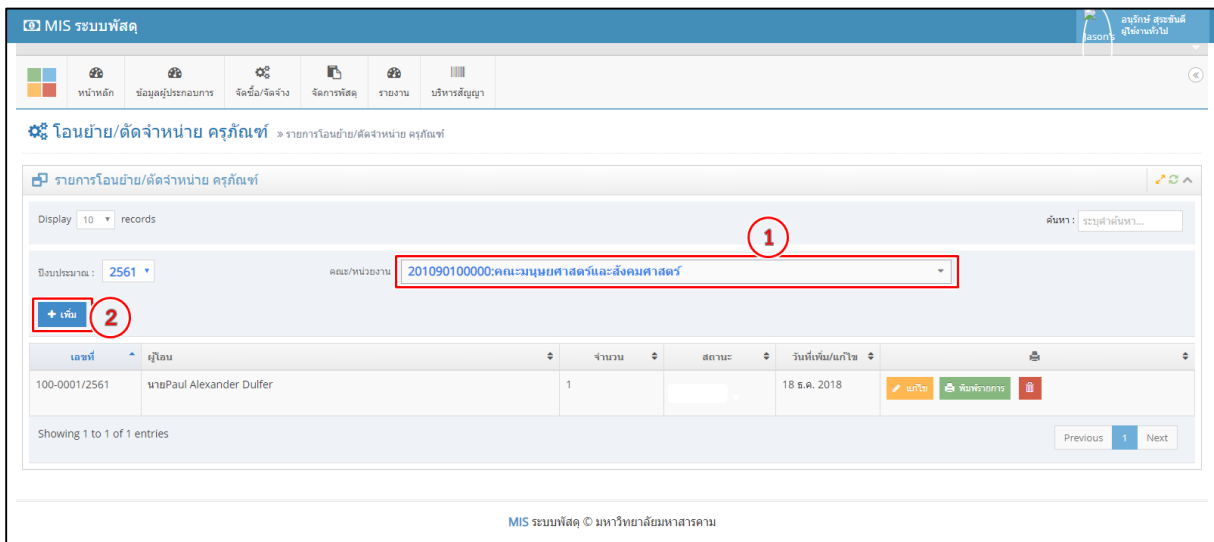 MIS ระบบพัสดุ
อนุรักษ์ สุระขันตี
ผู้ใช้งานทั่วไป
Jason's
หน้าหลัก ข้อมูลผู้ประกอบการ จัดซื้อ/จัดจ้าง จัดการพัสดุ รายงาน บริหารสัญญา
โอนย้าย/ตัดจำหน่าย ครุภัณฑ์ » รายการโอนย้าย/ตัดจำหน่าย ครุภัณฑ์
รายการโอนย้าย/ตัดจำหน่าย ครุภัณฑ์
Display 10 records ค้นหา : ระบุคำค้นหา...
1
ปีงบประมาณ : 2561 คณะ/หน่วยงาน 201090100000:คณะมนุษยศาสตร์และสังคมศาสตร์
+ เพิ่ม 2
เลขที่ ผู้โอน จำนวน สถานะ วันที่เพิ่ม/แก้ไข
100-0001/2561 นายPaul Alexander Dulfer 1 18 ธ.ค. 2018 แก้ไข พิมพ์รายการ
Showing 1 to 1 of 1 entries Previous 1 Next
MIS ระบบพัสดุ © มหาวิทยาลัยมหาสารคาม